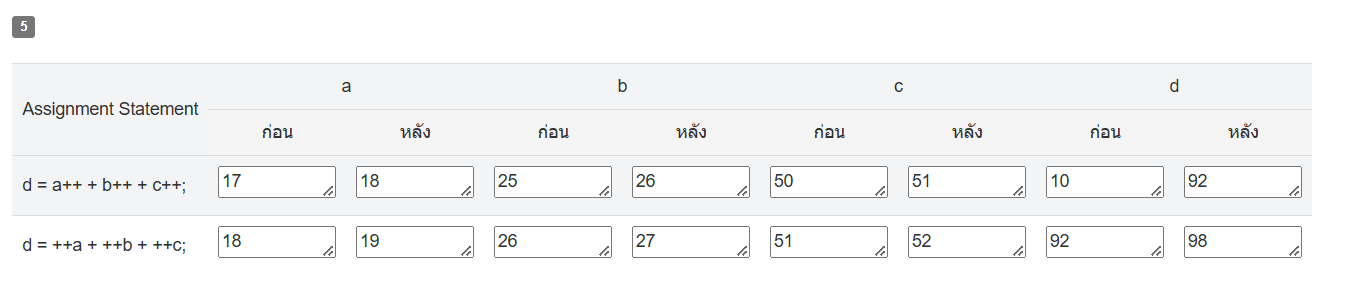 5
a b c d
Assignment Statement
ก่อน หลัง ก่อน หลัง ก่อน หลัง ก่อน หลัง
d = a++ + b++ + c++; 17 18 25 26 50 51 10 92
d = ++a + ++b + ++c; 18 19 26 27 51 52 92 98